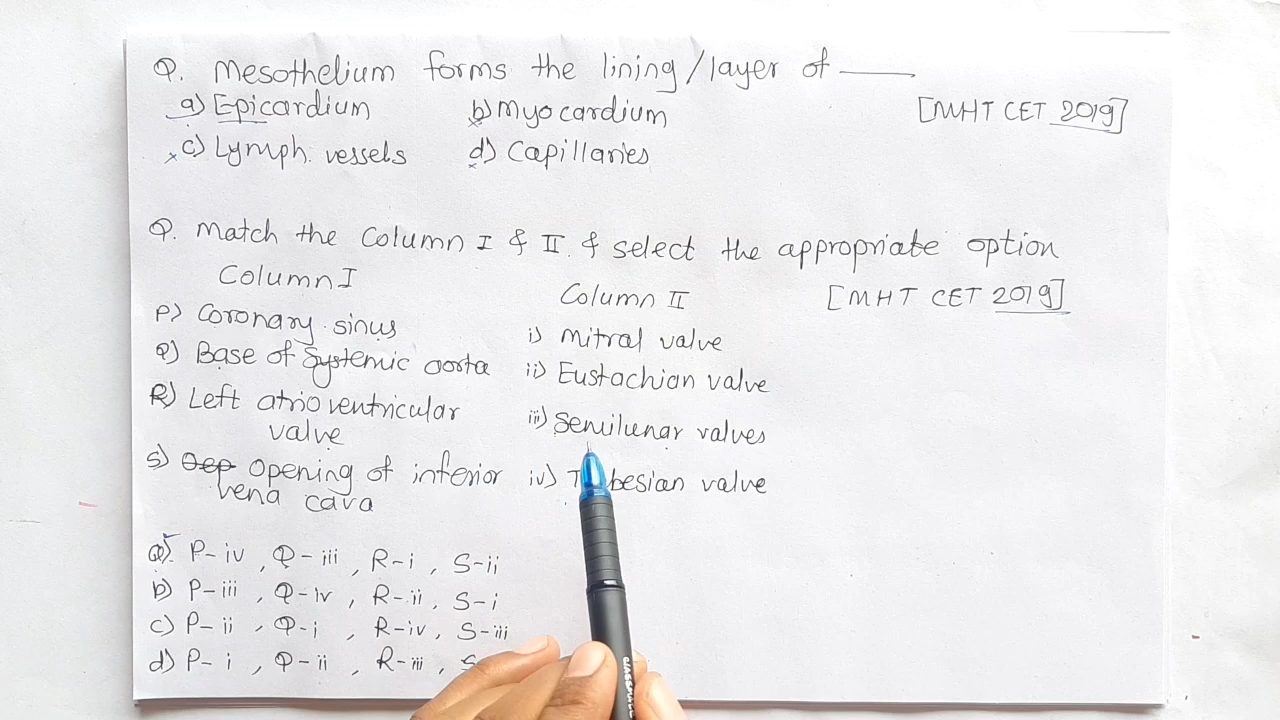 Q. Mesothelium forms the lining/layer of ____
a) Epicardium b) Myocardium [MHT CET 2019]
c) Lymph. vessels d) Capillaries
Q. Match the Column I & II & select the appropriate option
Column I Column II [MHT CET 2019]
P) Coronary sinus i) Mitral valve
Q) Base of Systemic aorta ii) Eustachian valve
R) Left atrioventricular iii) Semilunar valves
valve
S) Opening of inferior iv) valve
vena cava
a) P-iv, Q-iii, R-i, S-ii
b) P-iii, Q-iv, R-ii, S-i
c) P-ii, Q-i, R-iv, S-iii
d) P-i, Q-ii, R-iii,